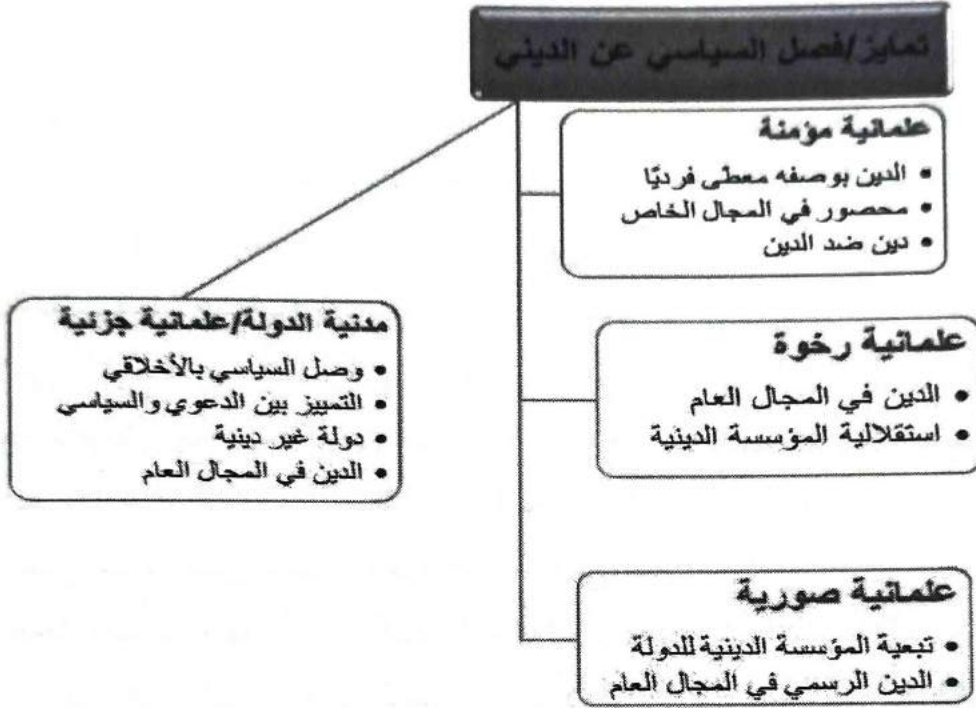 تمايز/فصل السياسي عن الديني
علمانية مؤمنة
• الدين بوصفه معطى فرديًا
• محصور في المجال الخاص
• دين ضد الدين
علمانية رخوة
• الدين في المجال العام
• استقلالية المؤسسة الدينية
مدنية الدولة/علمانية جزئية
• وصل السياسي بالأخلاقي
• التمييز بين الدعوي والسياسي
• دولة غير دينية
• الدين في المجال العام
علمانية صورية
• تبعية المؤسسة الدينية للدولة
• الدين الرسمي في المجال العام